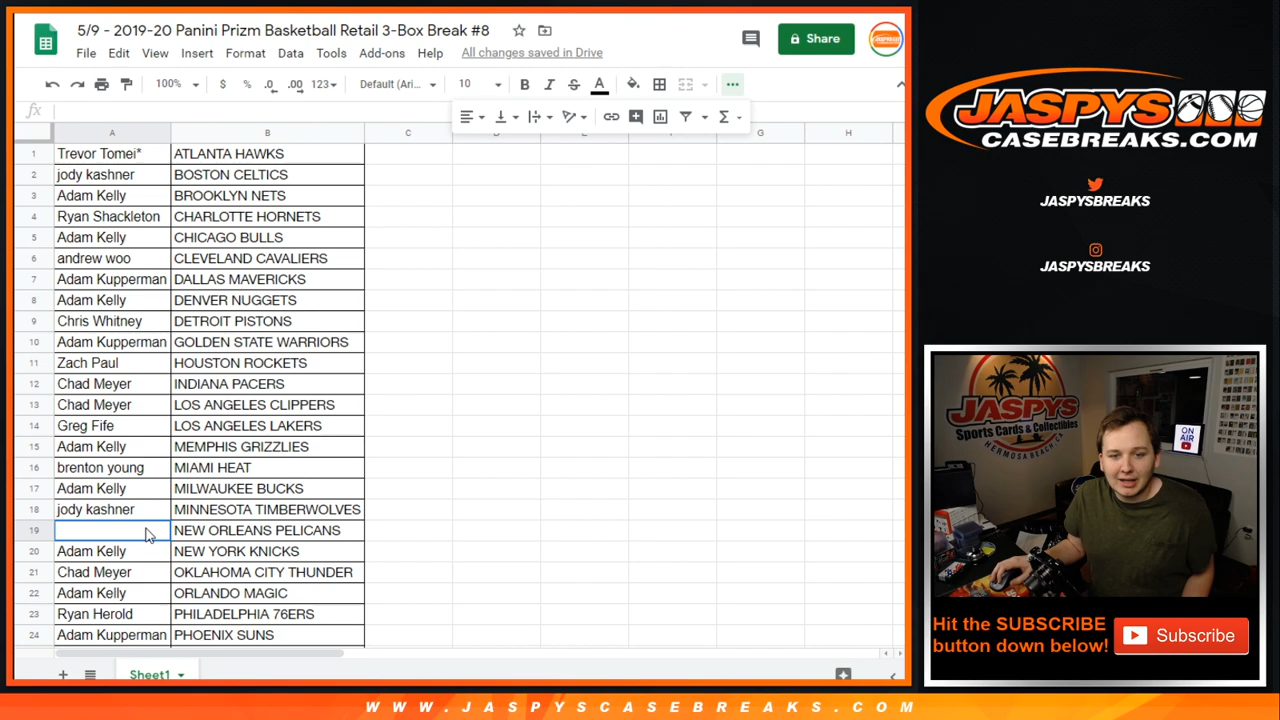 5/9 - 2019-20 Panini Prizm Basketball Retail 3-Box Break #8
File Edit View Insert Format Data Tools Add-ons Help All changes saved in Drive
Share
100% $ % .0 .00 123 Default (Ari... 10 B I S A
fx
A B C G H
1 Trevor Tomei* ATLANTA HAWKS
2 jody kashner BOSTON CELTICS
3 Adam Kelly BROOKLYN NETS
4 Ryan Shackleton CHARLOTTE HORNETS
5 Adam Kelly CHICAGO BULLS
6 andrew woo CLEVELAND CAVALIERS
7 Adam Kupperman DALLAS MAVERICKS
8 Adam Kelly DENVER NUGGETS
9 Chris Whitney DETROIT PISTONS
10 Adam Kupperman GOLDEN STATE WARRIORS
11 Zach Paul HOUSTON ROCKETS
12 Chad Meyer INDIANA PACERS
13 Chad Meyer LOS ANGELES CLIPPERS
14 Greg Fife LOS ANGELES LAKERS
15 Adam Kelly MEMPHIS GRIZZLIES
16 brenton young MIAMI HEAT
17 Adam Kelly MILWAUKEE BUCKS
18 jody kashner MINNESOTA TIMBERWOLVES
19 NEW ORLEANS PELICANS
20 Adam Kelly NEW YORK KNICKS
21 Chad Meyer OKLAHOMA CITY THUNDER
22 Adam Kelly ORLANDO MAGIC
23 Ryan Herold PHILADELPHIA 76ERS
24 Adam Kupperman PHOENIX SUNS
Sheet1
JASPYS
CASEBREAKS.COM
JASPYSBREAKS
JASPYSBREAKS
JASPYS
Sports Cards & Collectibles
HERMOSA BEACH, CA
ON
AIR
Hit the SUBSCRIBE
button down below!
Subscribe
WWW.JASPYSCASEBREAKS.COM